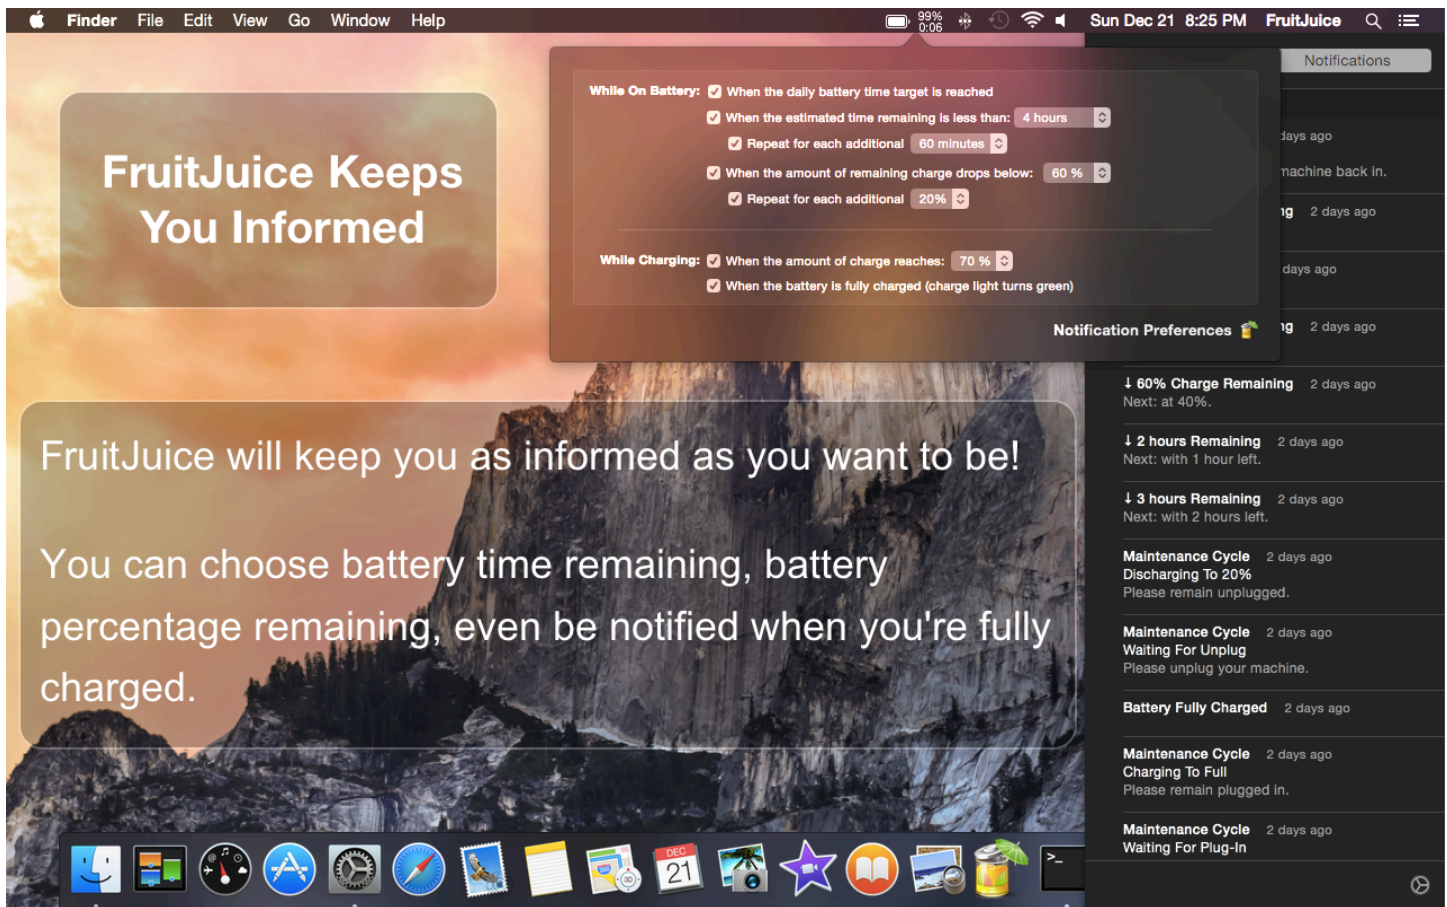 Finder File Edit View Go Window Help 99% Sun Dec 21 8:25 PM FruitJuice
0:06
FruitJuice Keeps
You Informed
While On Battery: When the daily battery time target is reached
When the estimated time remaining is less than: 4 hours
Repeat for each additional 60 minutes
When the amount of remaining charge drops below: 60 %
Repeat for each additional 20%
While Charging: When the amount of charge reaches: 70 %
When the battery is fully charged (charge light turns green)
Notification Preferences
FruitJuice will keep you as informed as you want to be!
You can choose battery time remaining, battery
percentage remaining, even be notified when you're fully
charged.
Notifications
days ago
machine back in.
ng 2 days ago
days ago
ng 2 days ago
↓ 60% Charge Remaining 2 days ago
Next: at 40%.
↓ 2 hours Remaining 2 days ago
Next: with 1 hour left.
↓ 3 hours Remaining 2 days ago
Next: with 2 hours left.
Maintenance Cycle 2 days ago
Discharging To 20%
Please remain unplugged.
Maintenance Cycle 2 days ago
Waiting For Unplug
Please unplug your machine.
Battery Fully Charged 2 days ago
Maintenance Cycle 2 days ago
Charging To Full
Please remain plugged in.
Maintenance Cycle 2 days ago
Waiting For Plug-In
DEC
21
>_